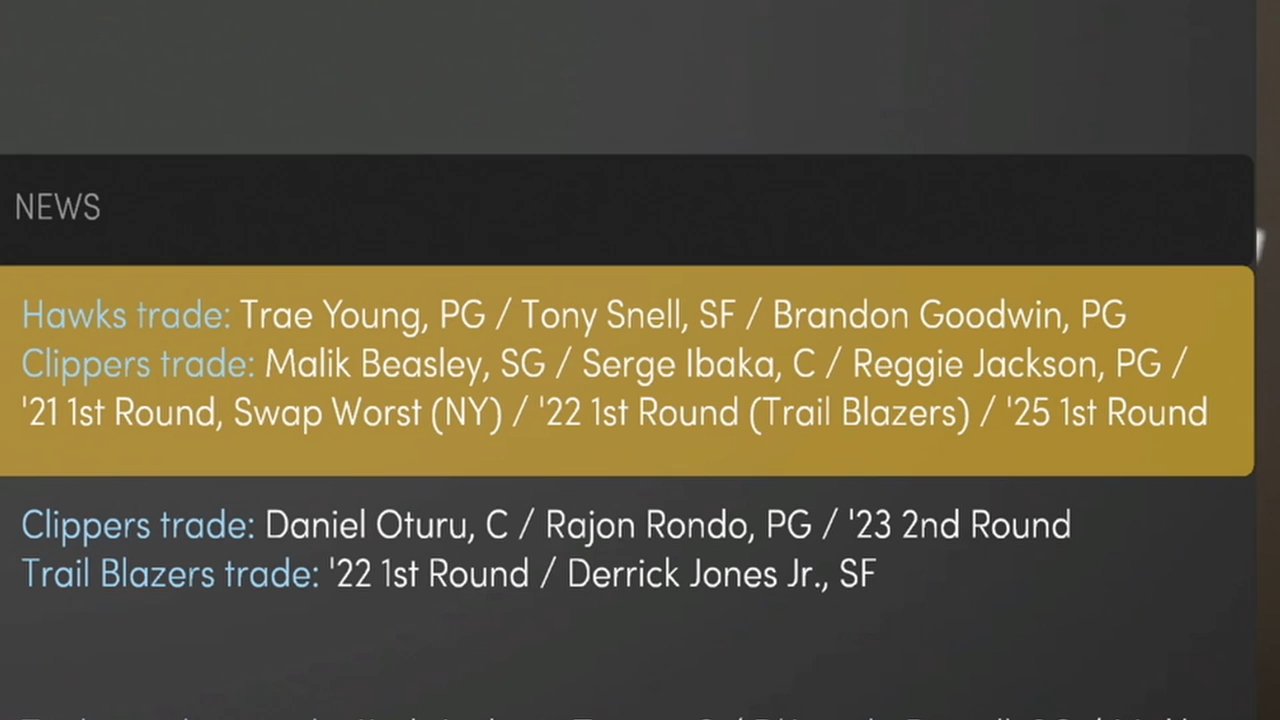 NEWS
Hawks trade: Trae Young, PG / Tony Snell, SF / Brandon Goodwin, PG
Clippers trade: Malik Beasley, SG / Serge Ibaka, C / Reggie Jackson, PG /
'21 1st Round, Swap Worst (NY) / '22 1st Round (Trail Blazers) / '25 1st Round
Clippers trade: Daniel Oturu, C / Rajon Rondo, PG / '23 2nd Round
Trail Blazers trade: '22 1st Round / Derrick Jones Jr., SF